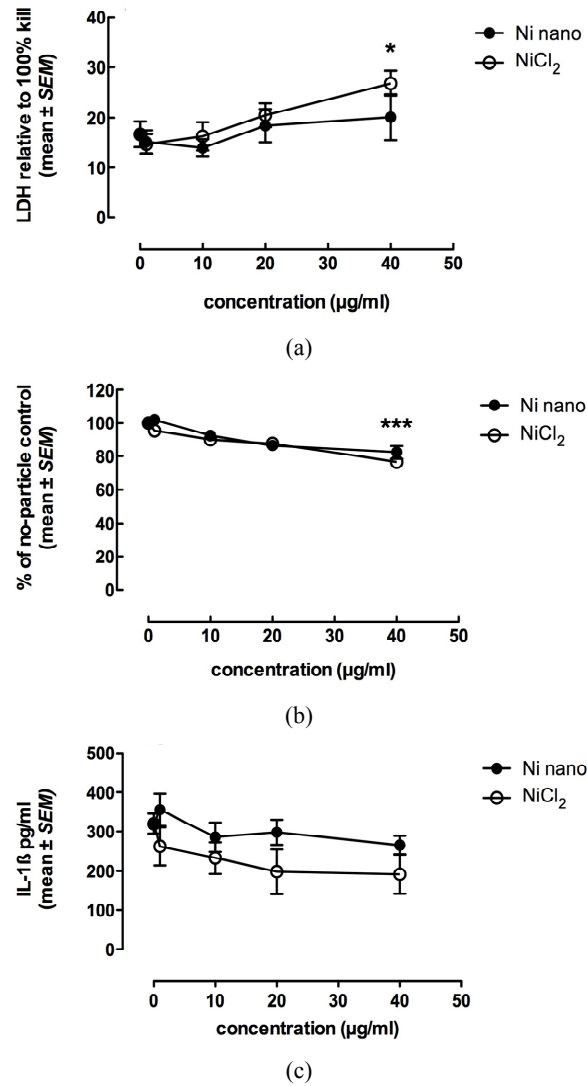 LDH relative to 100% kill
(mean ± SEM)
40
30
20
10
0
*
Ni nano
NiCl2
0 10 20 30 40 50
concentration (µg/ml)
(a)
% of no-particle control
(mean ± SEM)
120
100
80
60
40
20
0
***
Ni nano
NiCl2
0 10 20 30 40 50
concentration (µg/ml)
(b)
IL-1ß pg/ml
(mean ± SEM)
500
400
300
200
100
0
Ni nano
NiCl2
0 10 20 30 40 50
concentration (µg/ml)
(c)